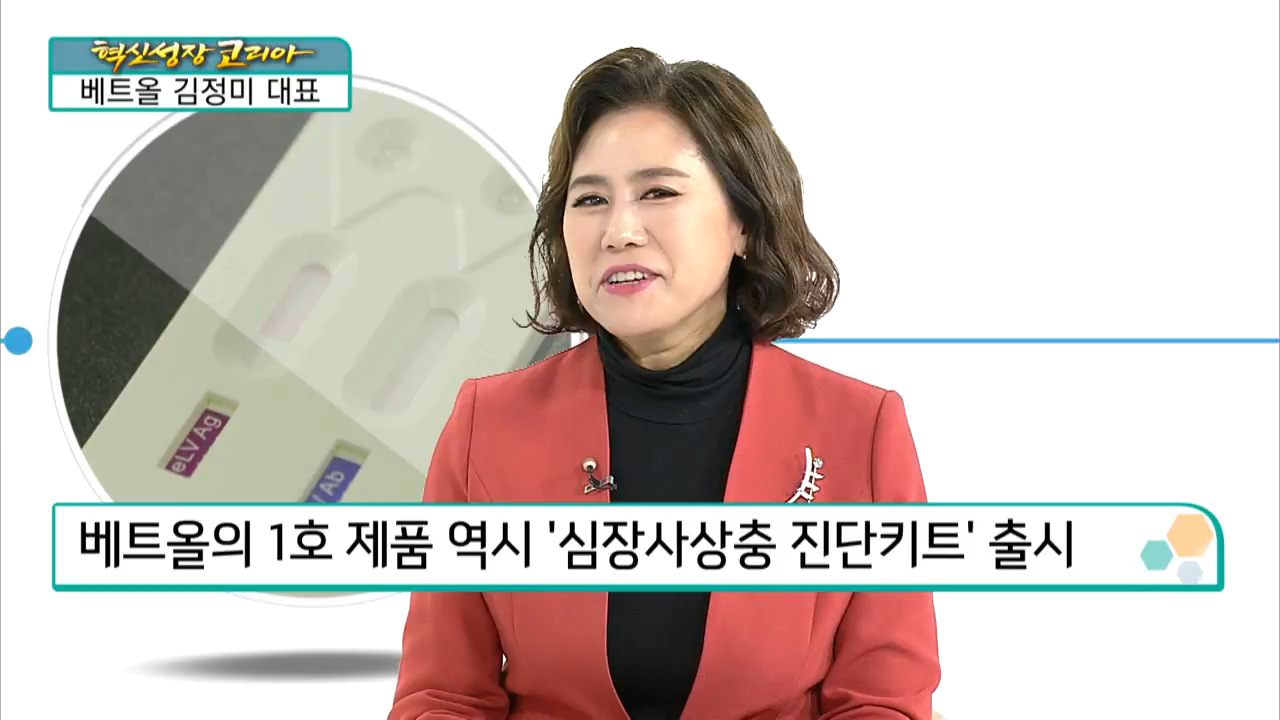 혁신성장 코리아
베트올 김정미 대표
eLV Ag
V Ab
베트올의 1호 제품 역시 '심장사상충 진단키트' 출시